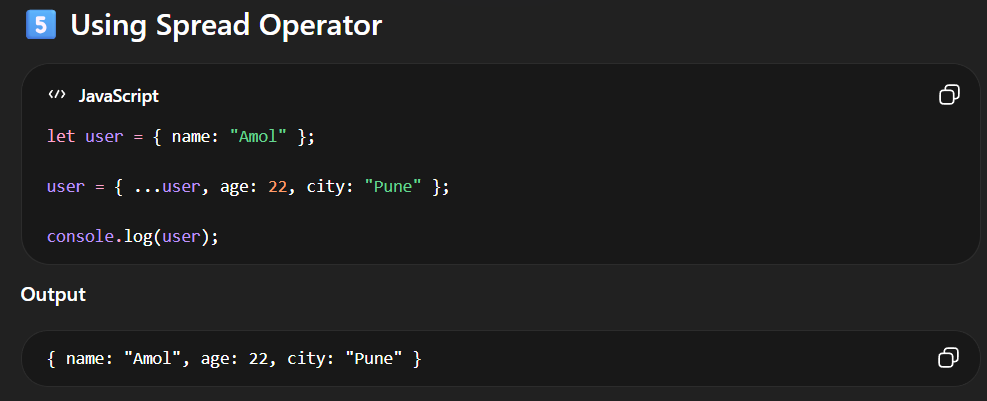 5 Using Spread Operator
</> JavaScript
let user = { name: "Amol" };
user = { ...user, age: 22, city: "Pune" };
console.log(user);
Output
{ name: "Amol", age: 22, city: "Pune" }